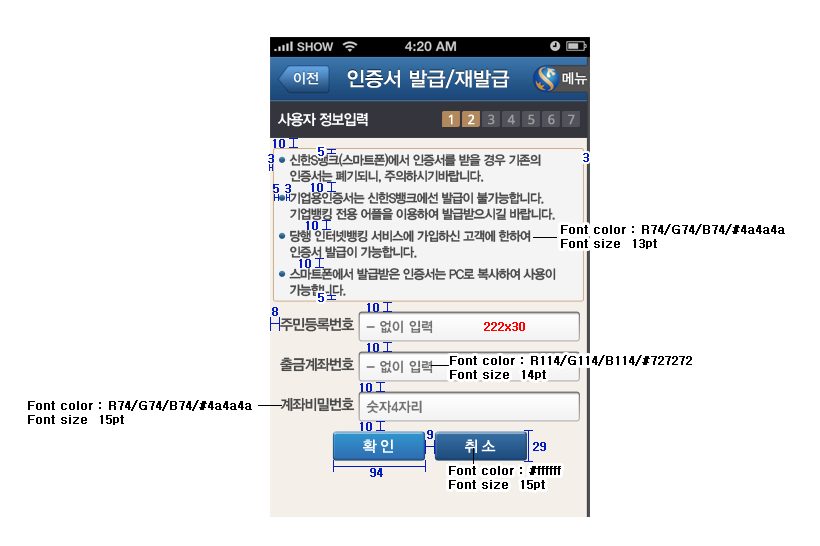 SHOW 4:20 AM
이전 인증서 발급/재발급 메뉴
사용자 정보입력 1 2 3 4 5 6 7
10
5
3 신한S뱅크(스마트폰)에서 인증서를 받을 경우 기존의 3
인증서는 폐기되니, 주의하시기바랍니다.
5 3 10
기업용인증서는 신한S뱅크에선 발급이 불가능합니다.
기업뱅킹 전용 어플을 이용하여 발급받으시길 바랍니다.
10
당행 인터넷뱅킹 서비스에 가입하신 고객에 한하여
인증서 발급이 가능합니다.
Font color : R74/G74/B74/#4a4a4a
Font size 13pt
10
스마트폰에서 발급받은 인증서는 PC로 복사하여 사용이
가능합니다.
5
10
8
주민등록번호 - 없이 입력 222x30
10
출금계좌번호 - 없이 입력
Font color : R114/G114/B114/#727272
Font size 14pt
10
Font color : R74/G74/B74/#4a4a4a
Font size 15pt
계좌비밀번호 숫자4자리
10
확인 9 취소 29
94
Font color : #ffffff
Font size 15pt